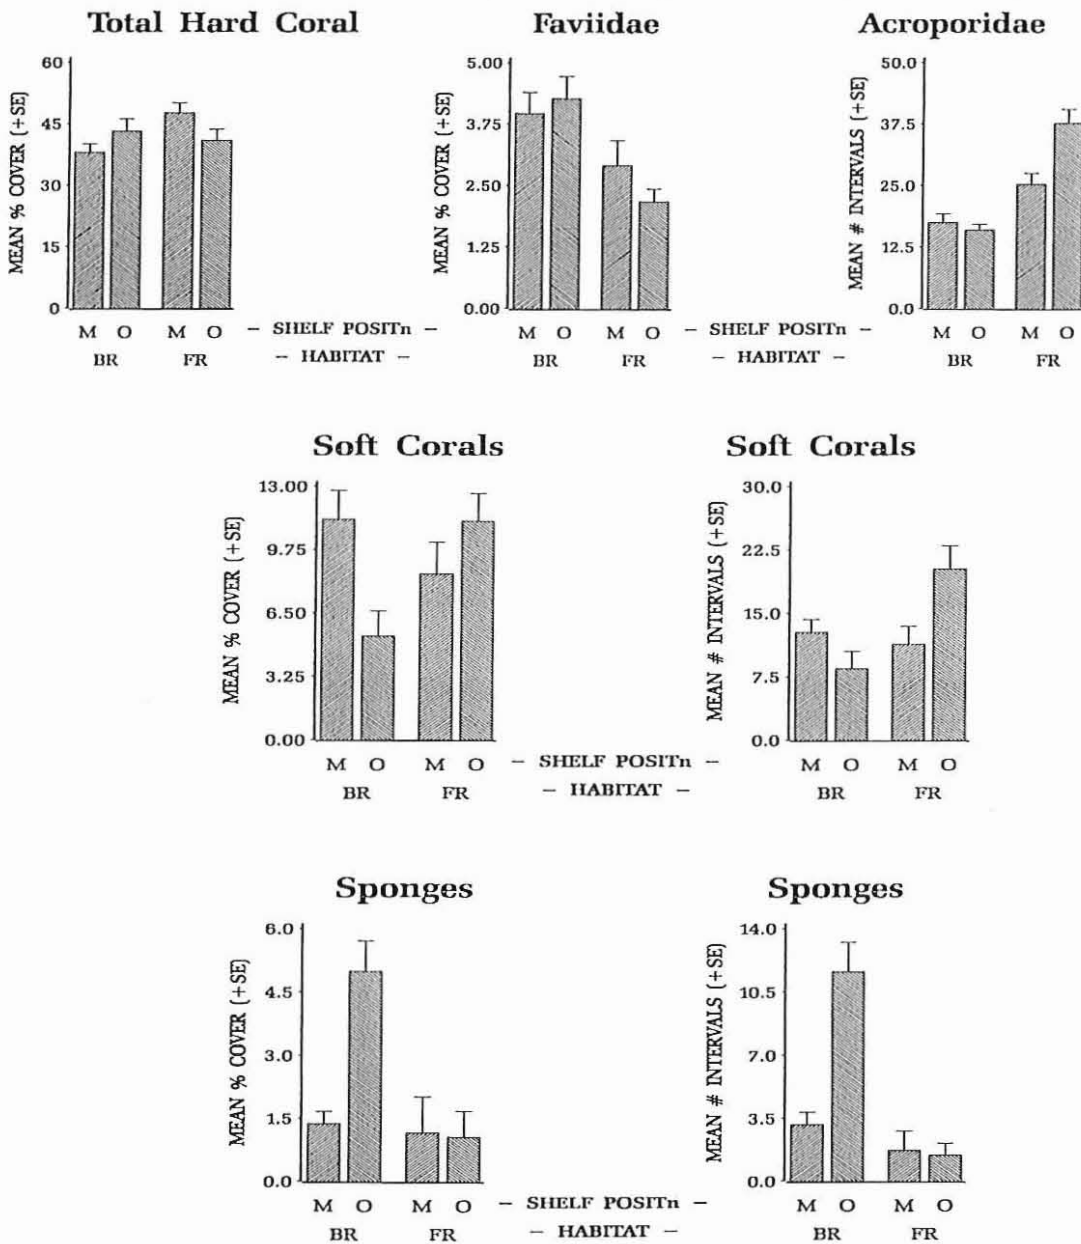 Total Hard Coral
Faviidae
Acroporidae
MEAN % COVER (+SE)
60
45
30
15
0
M O M O
BR FR
MEAN % COVER (+SE)
5.00
3.75
2.50
1.25
0.00
M O M O
BR FR
MEAN # INTERVALS (+SE)
50.0
37.5
25.0
12.5
0.0
M O M O
BR FR
– SHELF POSITn –
– HABITAT –
– SHELF POSITn –
– HABITAT –
Soft Corals
Soft Corals
MEAN % COVER (+SE)
13.00
9.75
6.50
3.25
0.00
M O M O
BR FR
– SHELF POSITn –
– HABITAT –
MEAN # INTERVALS (+SE)
30.0
22.5
15.0
7.5
0.0
M O M O
BR FR
Sponges
Sponges
MEAN % COVER (+SE)
6.0
4.5
3.0
1.5
0.0
M O M O
BR FR
– SHELF POSITn –
– HABITAT –
MEAN # INTERVALS (+SE)
14.0
10.5
7.0
3.5
0.0
M O M O
BR FR